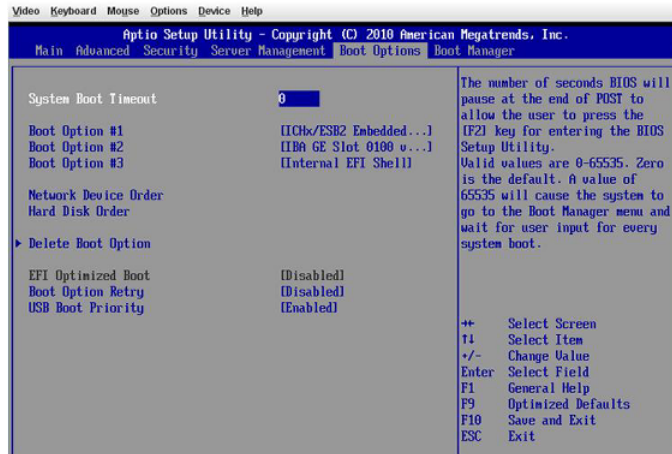 Video Keyboard Mouse Options Device Help
Aptio Setup Utility - Copyright (C) 2010 American Megatrends, Inc.
Main Advanced Security Server Management Boot Options Boot Manager
System Boot Timeout 0
Boot Option #1 [ICHx/ESB2 Embedded...]
Boot Option #2 [IBA GE Slot 0100 v...]
Boot Option #3 [Internal EFI Shell]
Network Device Order
Hard Disk Order
Delete Boot Option
EFI Optimized Boot [Disabled]
Boot Option Retry [Disabled]
USB Boot Priority [Enabled]
The number of seconds BIOS will
pause at the end of POST to
allow the user to press the
[F2] key for entering the BIOS
Setup Utility.
Valid values are 0-65535. Zero
is the default. A value of
65535 will cause the system to
go to the Boot Manager menu and
wait for user input for every
system boot.
→← Select Screen
↑↓ Select Item
+/- Change Value
Enter Select Field
F1 General Help
F9 Optimized Defaults
F10 Save and Exit
ESC Exit